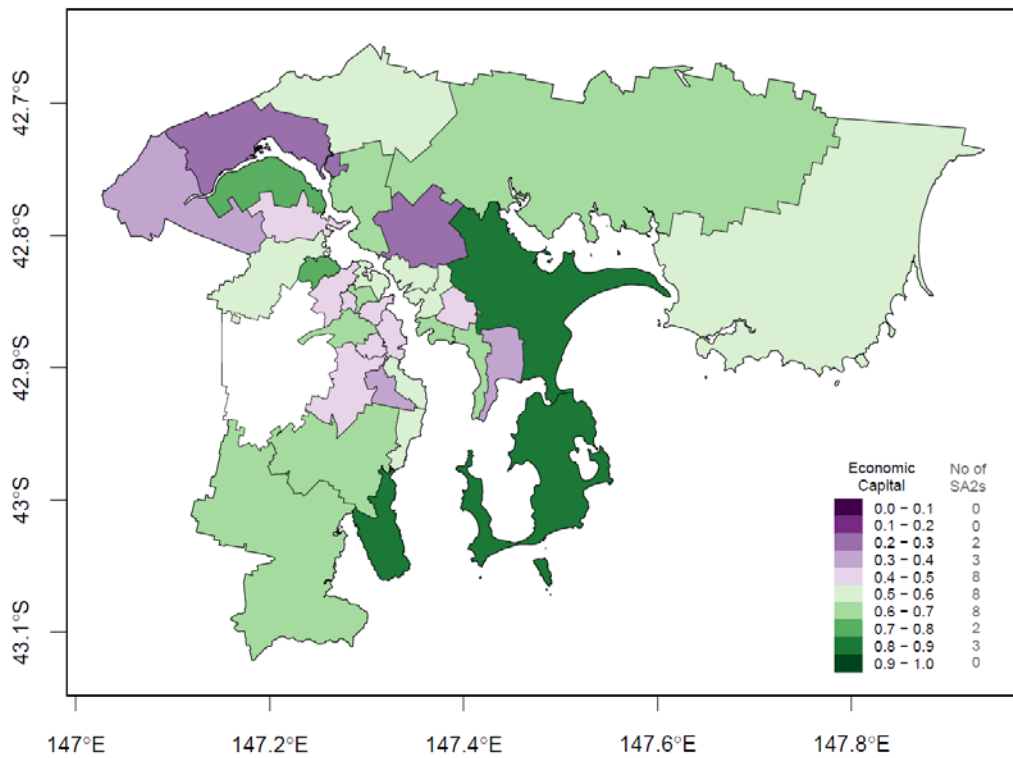 42.7°S
42.8°S
42.9°S
43°S
43.1°S
Economic Capital No of SA2s
0.0 – 0.1 0
0.1 – 0.2 0
0.2 – 0.3 2
0.3 – 0.4 3
0.4 – 0.5 8
0.5 – 0.6 8
0.6 – 0.7 8
0.7 – 0.8 2
0.8 – 0.9 3
0.9 – 1.0 0
147°E 147.2°E 147.4°E 147.6°E 147.8°E